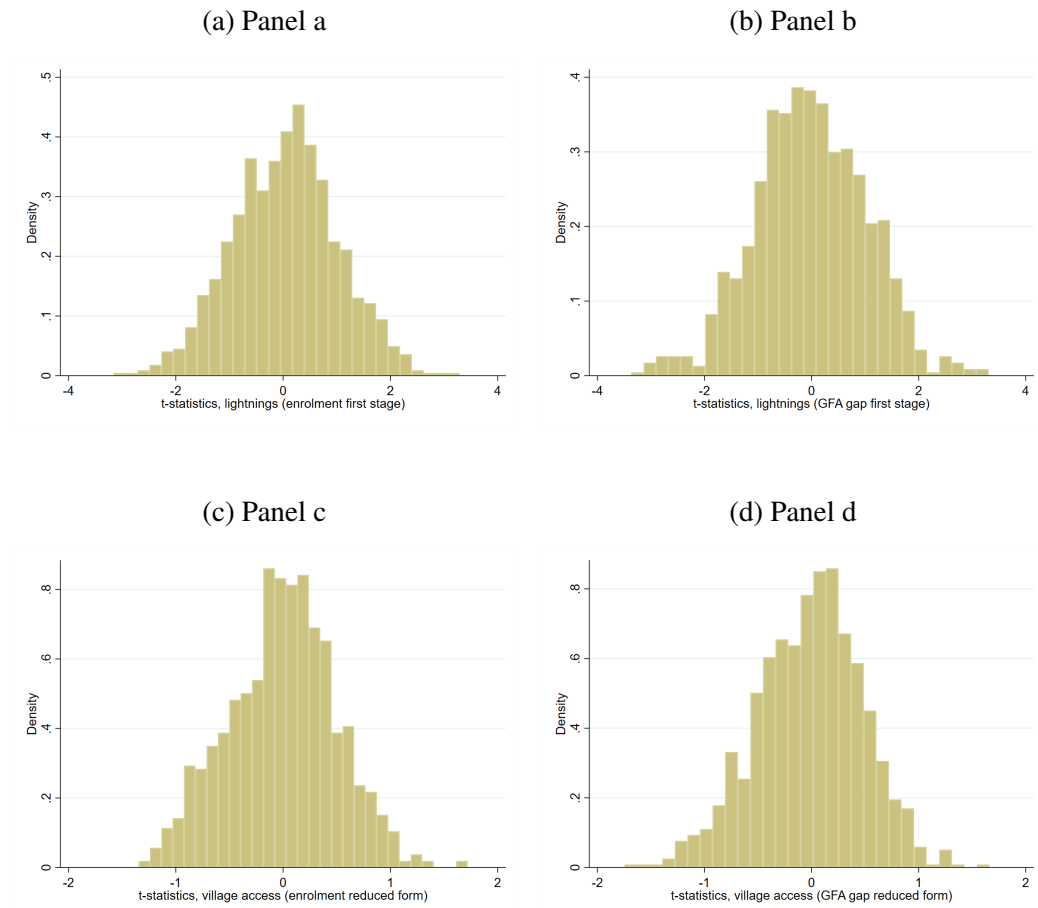 (a) Panel a
(b) Panel b
Density
0 .1 .2 .3 .4 .5
-4 -2 0 2 4
t-statistics, lightnings (enrolment first stage)
Density
0 .1 .2 .3 .4
-4 -2 0 2 4
t-statistics, lightnings (GFA gap first stage)
(c) Panel c
(d) Panel d
Density
0 .2 .4 .6 .8
-2 -1 0 1 2
t-statistics, village access (enrolment reduced form)
Density
0 .2 .4 .6 .8
-2 -1 0 1 2
t-statistics, village access (GFA gap reduced form)